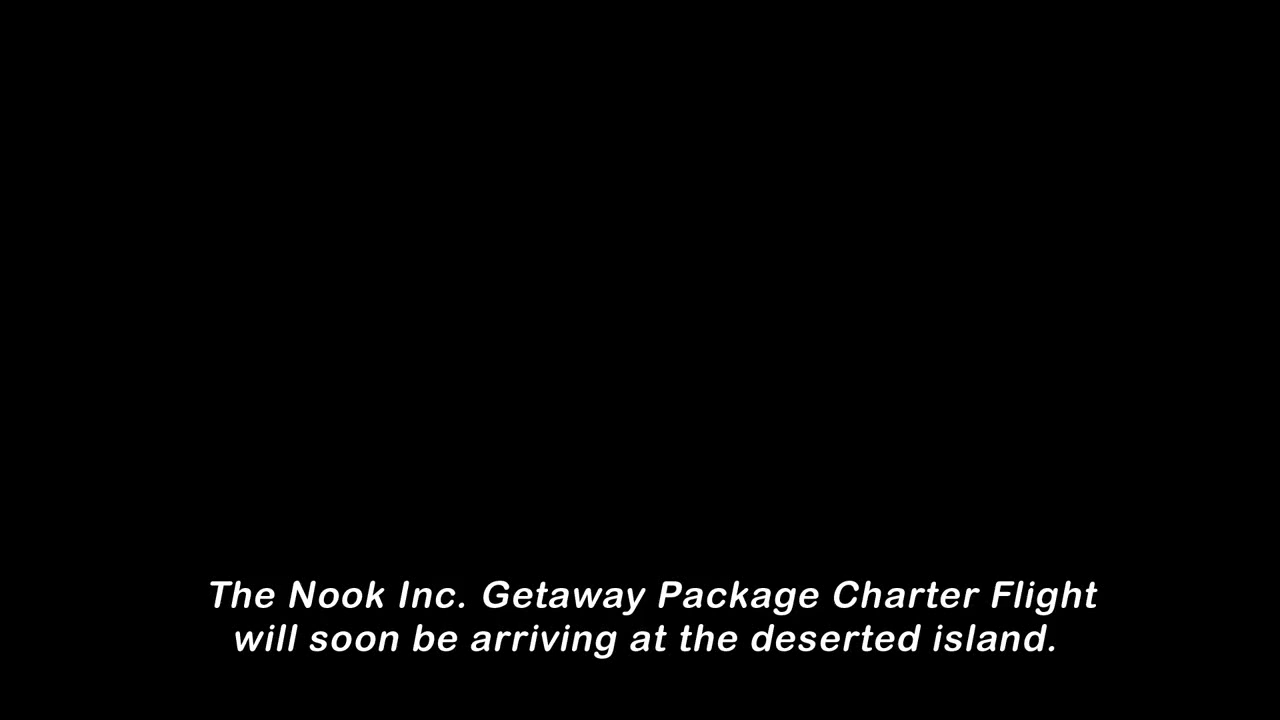 The Nook Inc. Getaway Package Charter Flight
will soon be arriving at the deserted island.